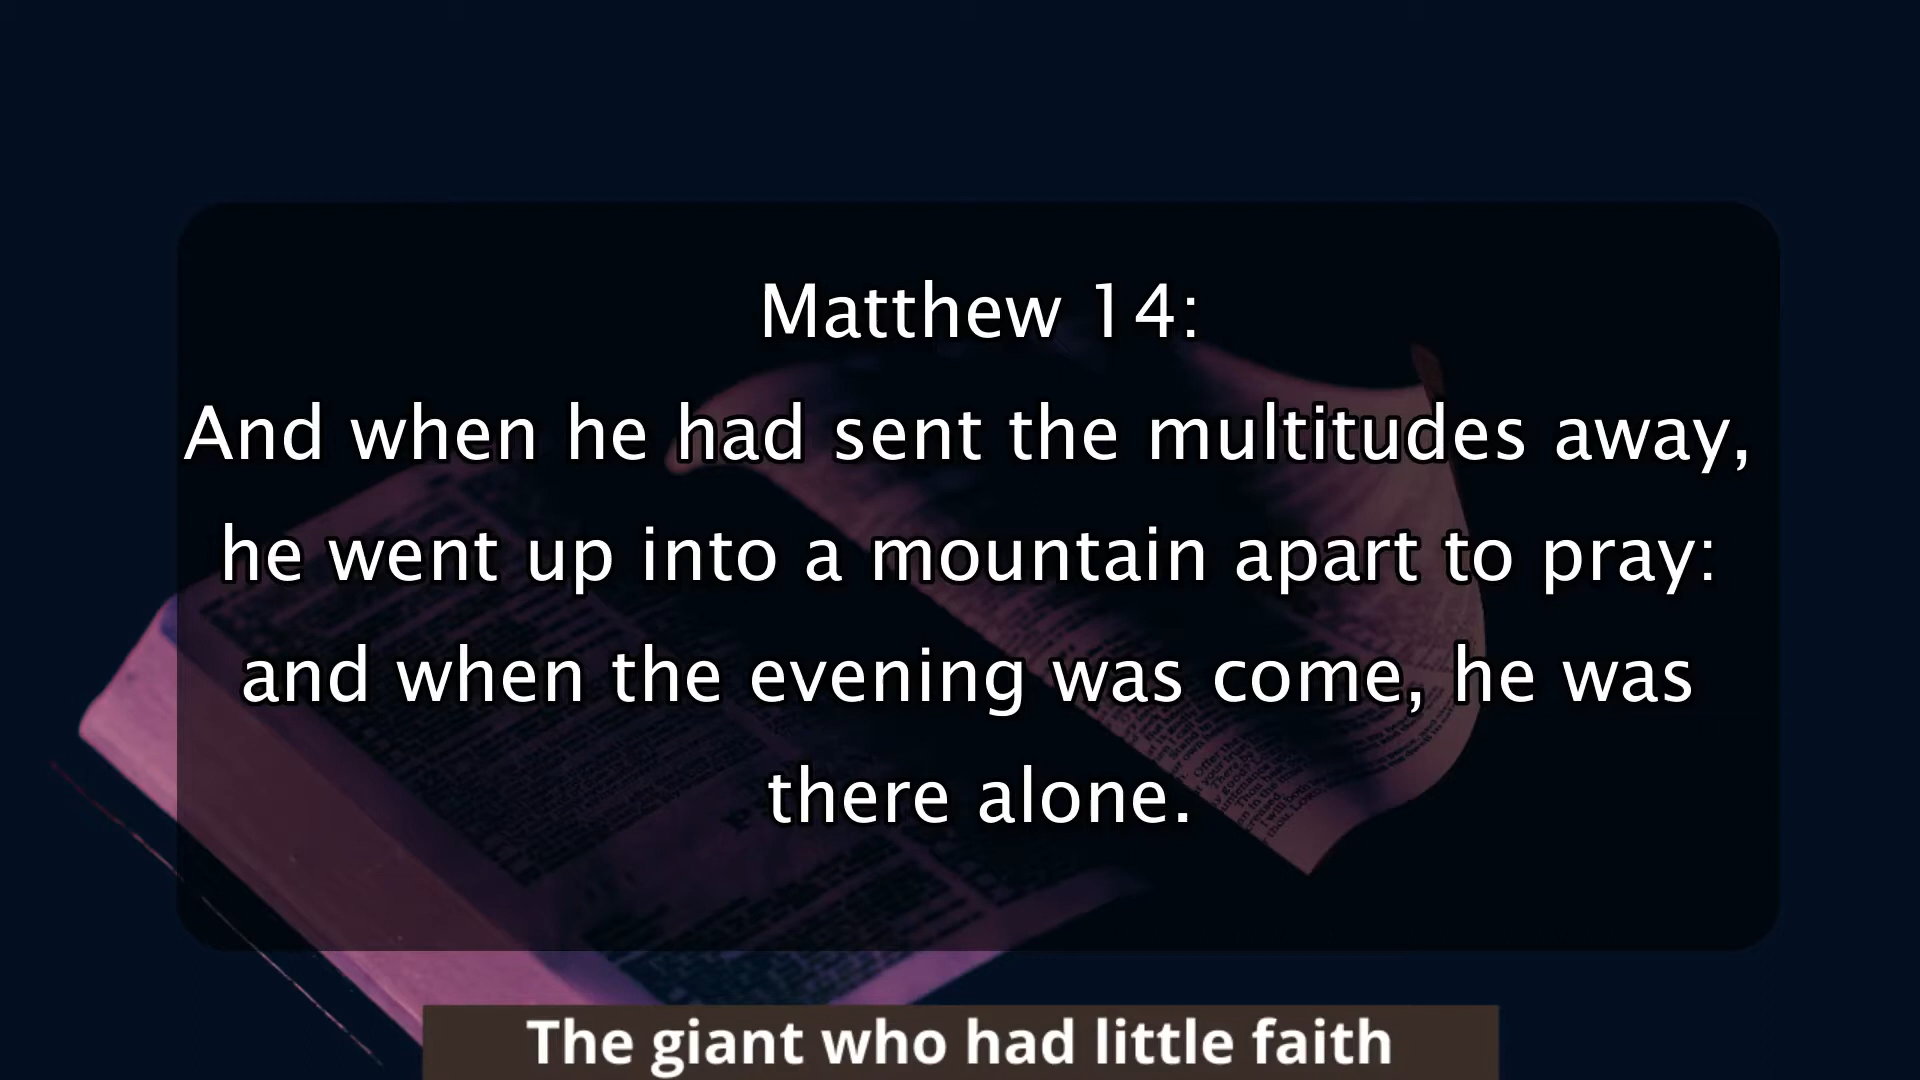 Matthew 14:
And when he had sent the multitudes away,
he went up into a mountain apart to pray:
and when the evening was come, he was
there alone.
The giant who had little faith